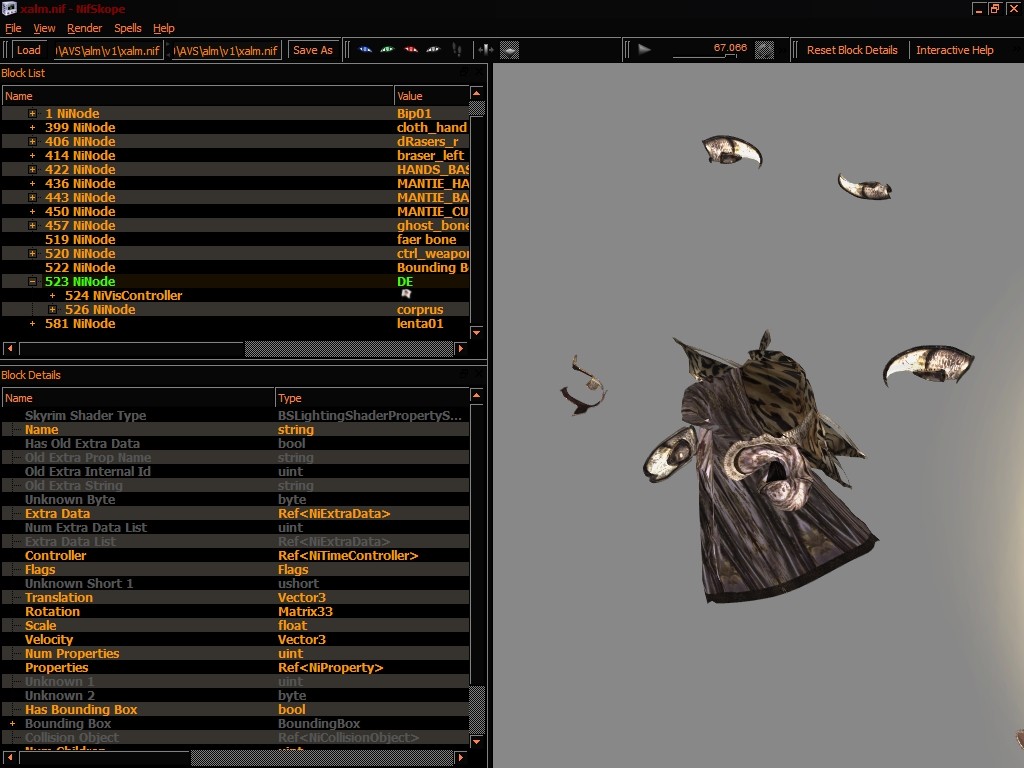 xalm.nif - NifSkope
File View Render Spells Help
Load \AVS\alm\v1\xalm.nif \AVS\alm\v1\xalm.nif Save As 67.066 Reset Block Details Interactive Help
Block List
Name Value
1 NiNode Bip01
399 NiNode cloth_hand
406 NiNode dRasers_r
414 NiNode braser_left
422 NiNode HANDS_BAS
436 NiNode MANTIE_HA
443 NiNode MANTIE_BA
450 NiNode MANTIE_CU
457 NiNode ghost_bone
519 NiNode faer bone
520 NiNode ctrl_weapor
522 NiNode Bounding B
523 NiNode DE
524 NiVisController
526 NiNode corprus
581 NiNode lenta01
Block Details
Name Type
Skyrim Shader Type BSLightingShaderPropertyS...
Name string
Has Old Extra Data bool
Old Extra Prop Name string
Old Extra Internal Id uint
Old Extra String string
Unknown Byte byte
Extra Data Ref<NiExtraData>
Num Extra Data List uint
Extra Data List Ref<NiExtraData>
Controller Ref<NiTimeController>
Flags Flags
Unknown Short 1 ushort
Translation Vector3
Rotation Matrix33
Scale float
Velocity Vector3
Num Properties uint
Properties Ref<NiProperty>
Unknown 1 uint
Unknown 2 byte
Has Bounding Box bool
Bounding Box BoundingBox
Collision Object Ref<NiCollisionObject>
Num Children uint